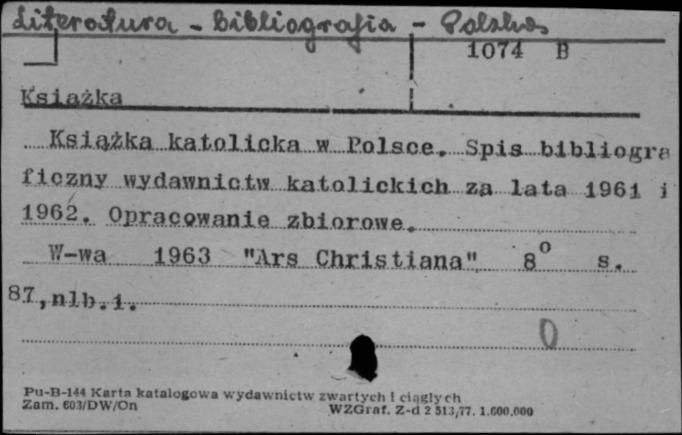 Literatura - bibliografia - Polska
1074 B
Książka
Książka katolicka w Polsce. Spis bibliogra
ficzny wydawnictw katolickich za lata 1961 i
1962. Opracowanie zbiorowe.
W-wa 1963 "Ars Christiana" 8° s.
87, nlb. 1.
0
Pu-B-144 Karta katalogowa wydawnictw zwartych i ciągłych
Zam. 603/DW/On WZGraf. Z-d 2 513/77. 1.600.000